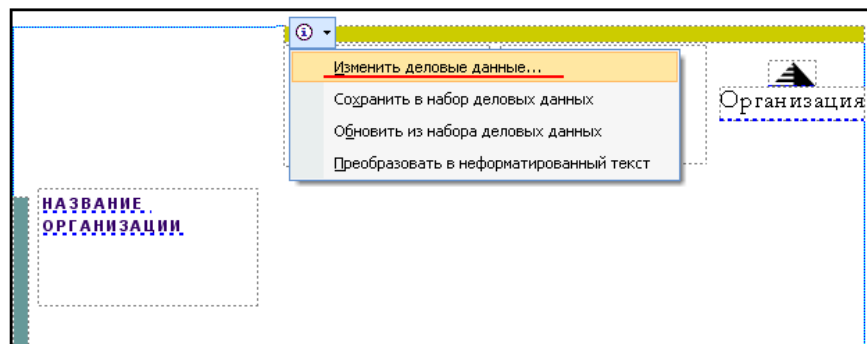 Изменить деловые данные...
Сохранить в набор деловых данных
Обновить из набора деловых данных
Преобразовать в неформатированный текст
Организация
НАЗВАНИЕ
ОРГАНИЗАЦИИ